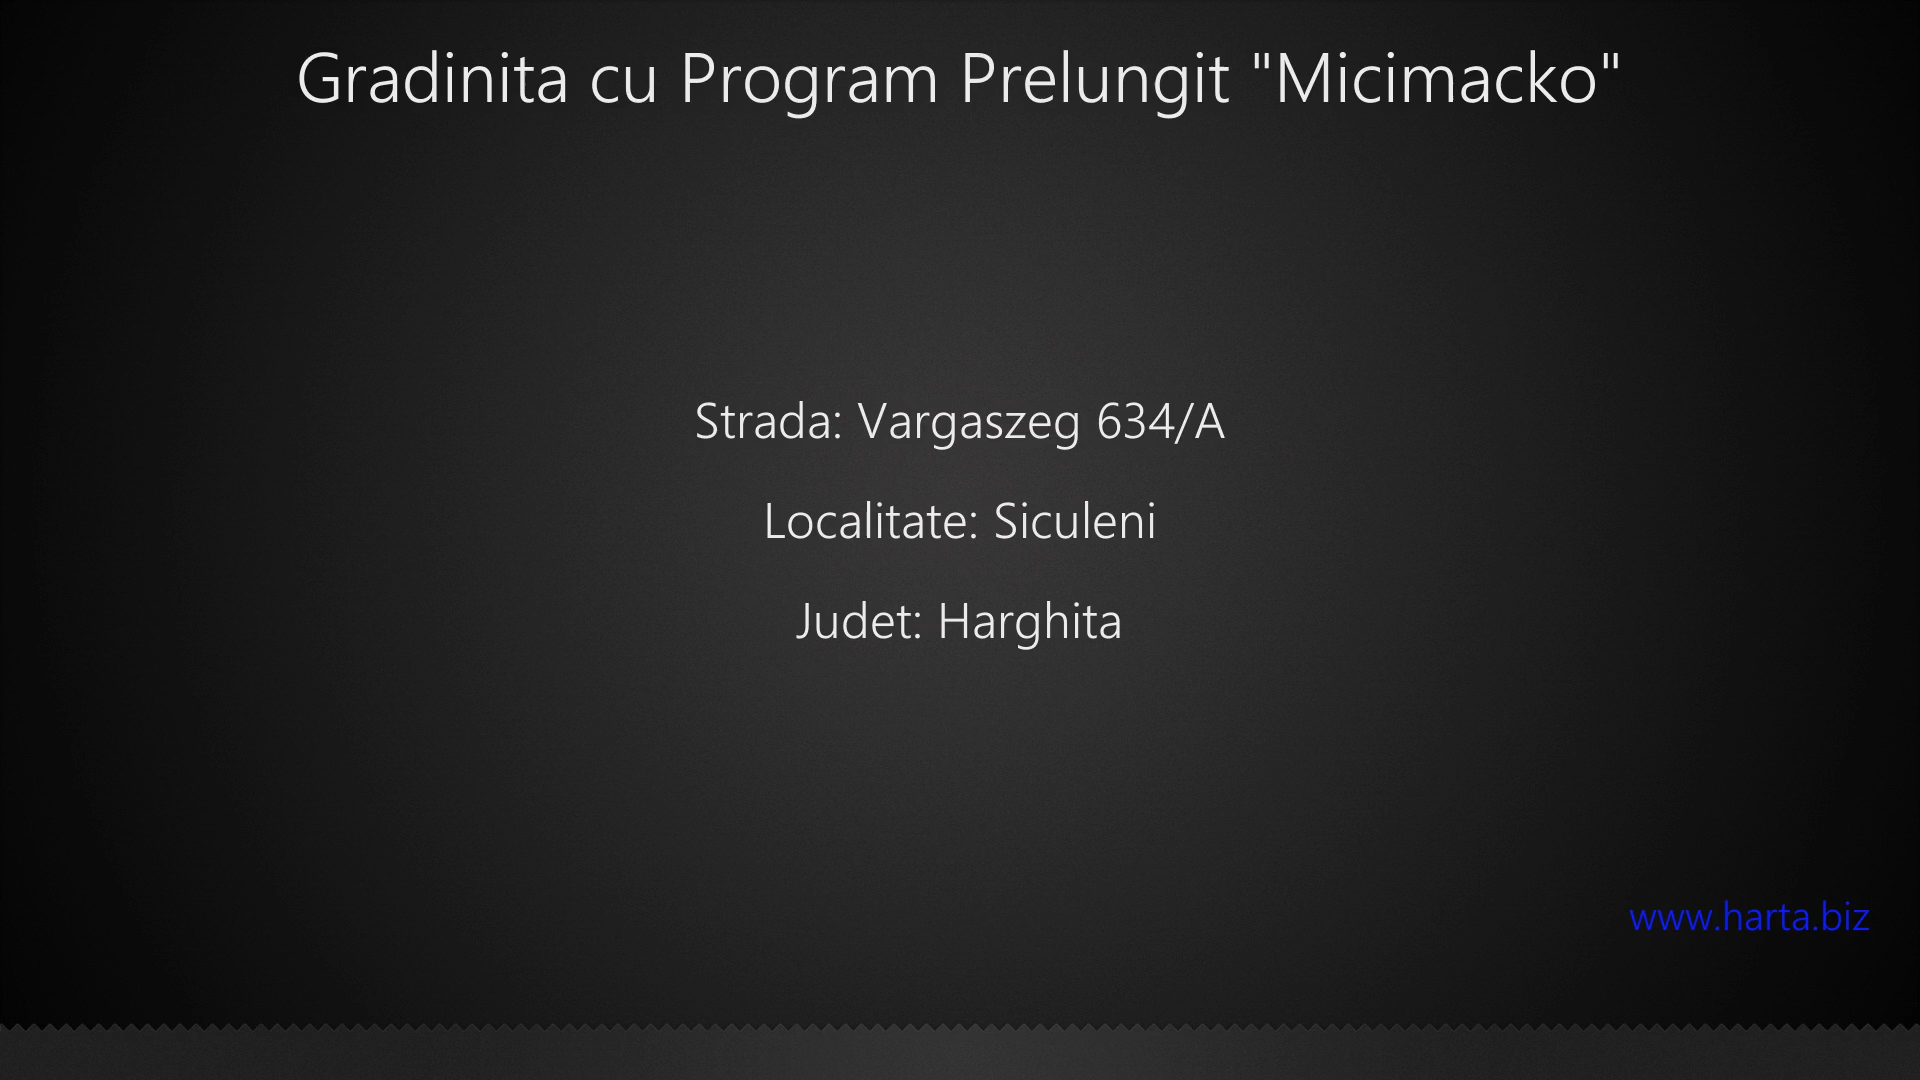 Gradinita cu Program Prelungit "Micimacko"
Strada: Vargaszeg 634/A
Localitate: Siculeni
Judet: Harghita
www.harta.biz